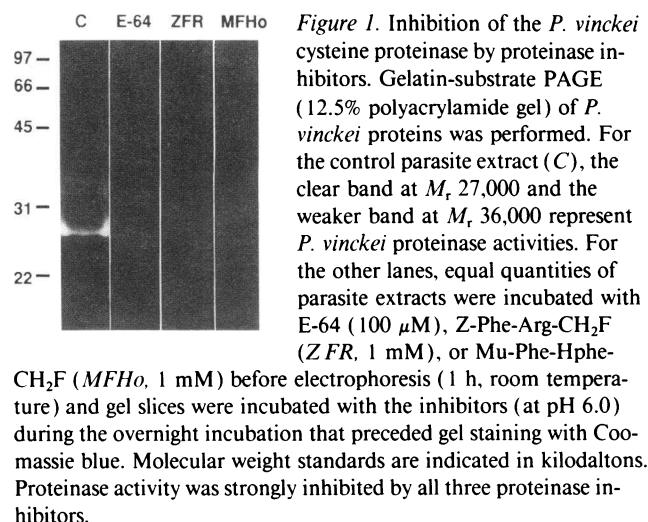 C E-64 ZFR MFHo
97
66
45
31
22
Figure 1. Inhibition of the P. vinckei
cysteine proteinase by proteinase in-
hibitors. Gelatin-substrate PAGE
(12.5% polyacrylamide gel) of P.
vinckei proteins was performed. For
the control parasite extract (C), the
clear band at Mr 27,000 and the
weaker band at Mr 36,000 represent
P. vinckei proteinase activities. For
the other lanes, equal quantities of
parasite extracts were incubated with
E-64 (100 μM), Z-Phe-Arg-CH₂F
(ZFR, 1 mM), or Mu-Phe-Hphe-
CH₂F (MFHo, 1 mM) before electrophoresis (1 h, room tempera-
ture) and gel slices were incubated with the inhibitors (at pH 6.0)
during the overnight incubation that preceded gel staining with Coo-
massie blue. Molecular weight standards are indicated in kilodaltons.
Proteinase activity was strongly inhibited by all three proteinase in-
hibitors.